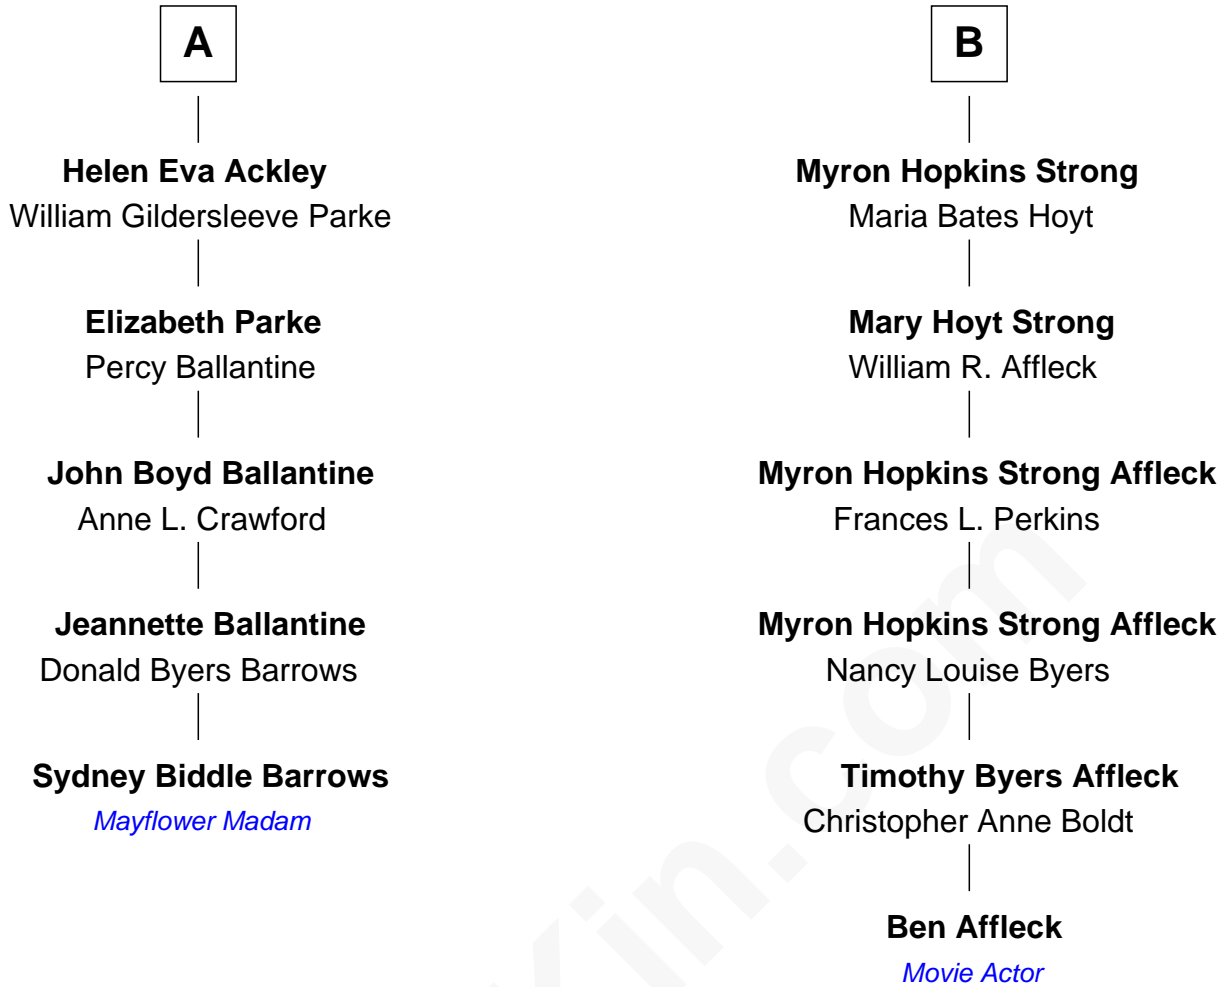 A
Helen Eva Ackley
William Gildersleeve Parke
Elizabeth Parke
Percy Ballantine
John Boyd Ballantine
Anne L. Crawford
Jeannette Ballantine
Donald Byers Barrows
Sydney Biddle Barrows
Mayflower Madam
B
Myron Hopkins Strong
Maria Bates Hoyt
Mary Hoyt Strong
William R. Affleck
Myron Hopkins Strong Affleck
Frances L. Perkins
Myron Hopkins Strong Affleck
Nancy Louise Byers
Timothy Byers Affleck
Christopher Anne Boldt
Ben Affleck
Movie Actor